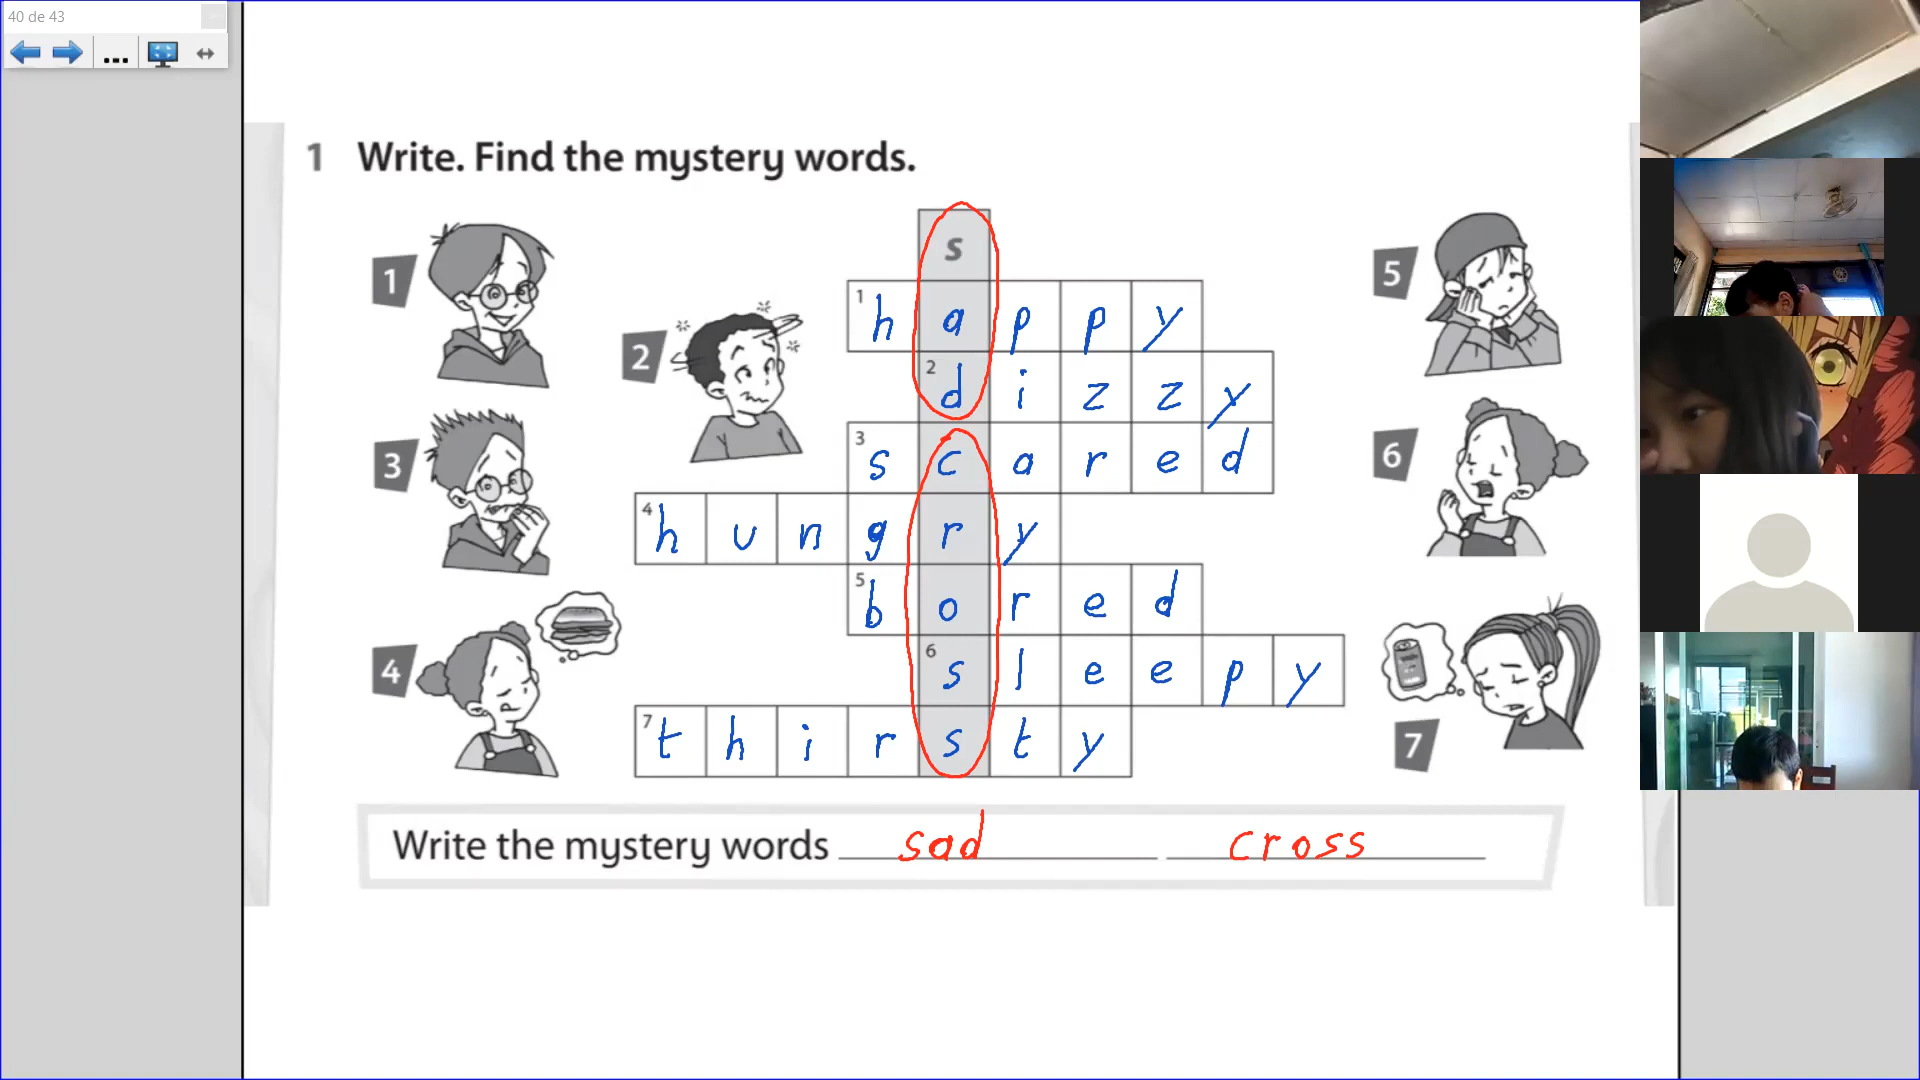 40 de 43
...
1 Write. Find the mystery words.
s
1 h a p p y
2 d i z z y
3 s c a r e d
4 h u n g r y
5 b o r e d
6 s l e e p y
7 t h i r s t y
1
2
3
4
5
6
7
Write the mystery words sad cross